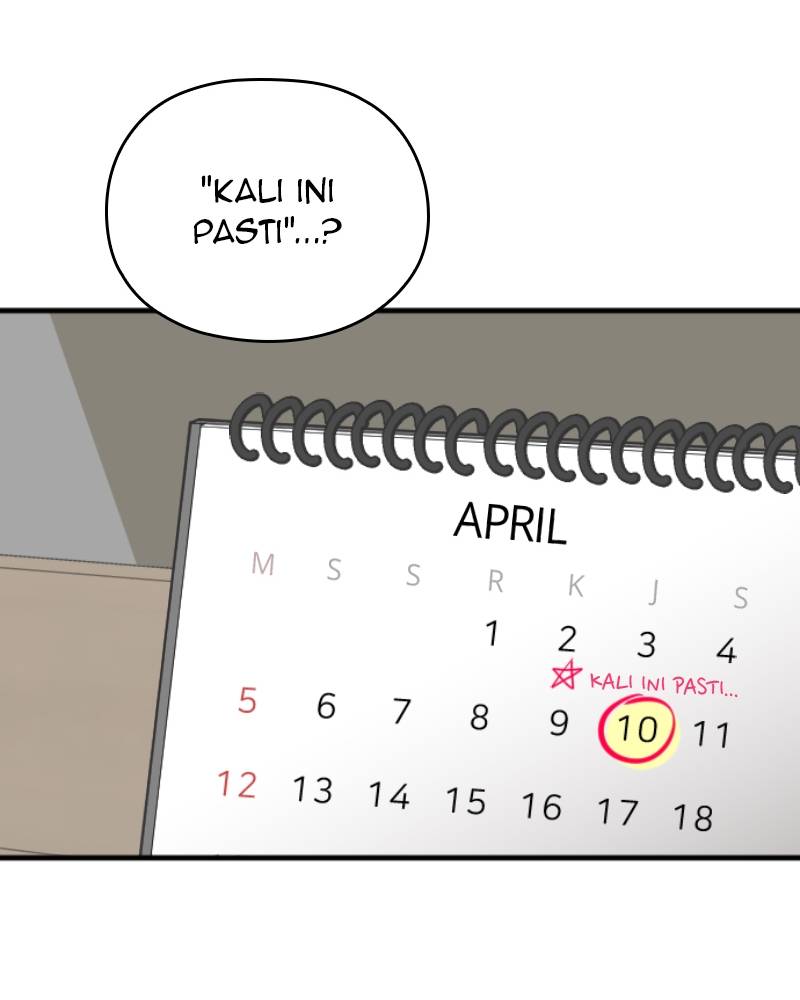 "KALI INI
PASTI"...?
APRIL
M S S R K J S
1 2 3 4
☆ KALI INI PASTI...
5 6 7 8 9 10 11
12 13 14 15 16 17 18